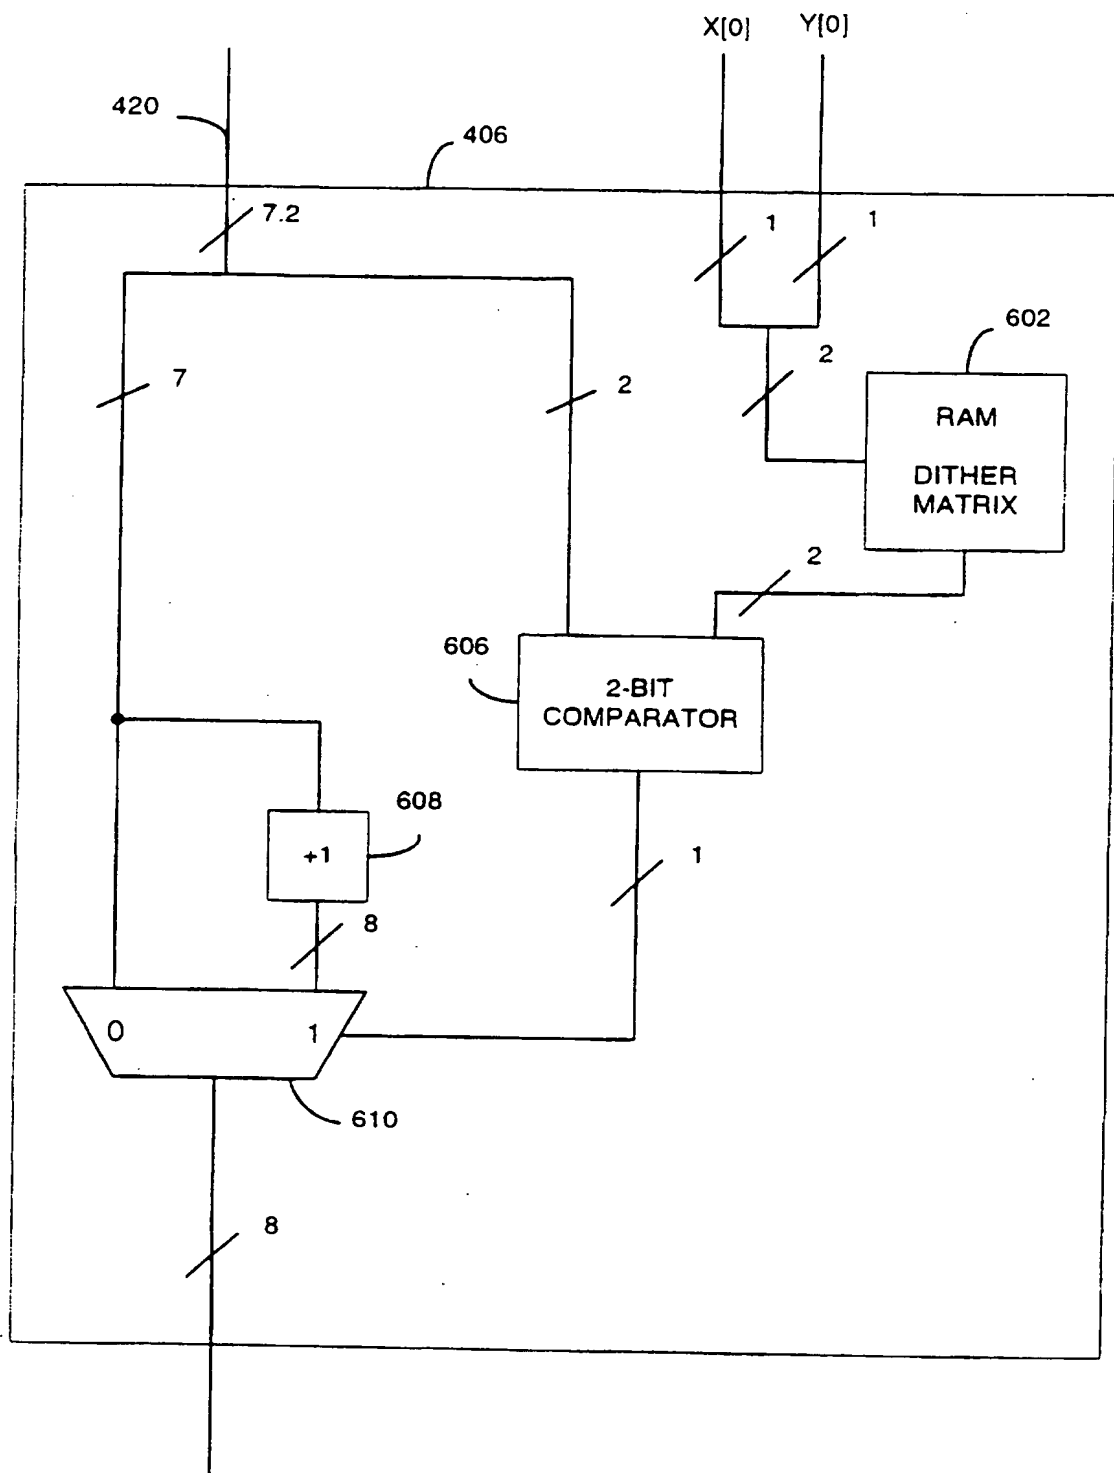 X[0] Y[0]
420
406
7.2
1 1
602
2
7
2
RAM
DITHER
MATRIX
2
606
2-BIT
COMPARATOR
608
+1
1
8
0 1
610
8